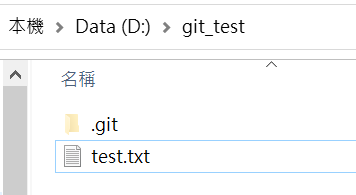 本機 > Data (D:) > git_test
名稱
.git
test.txt